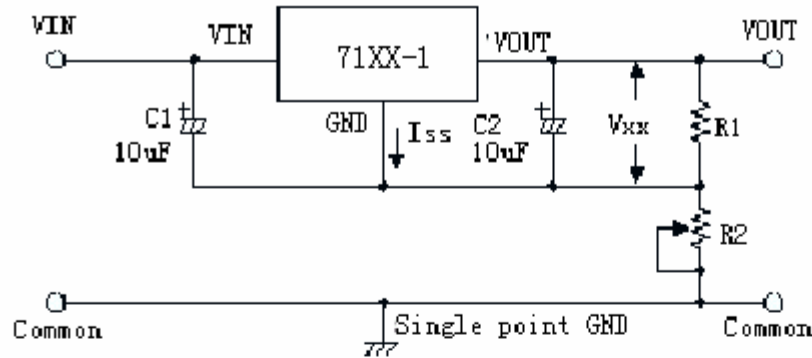 VIN
VIN
71XX-1
VOUT
VOUT
C1
10uF
GND
Iss
C2
10uF
Vxx
R1
R2
Common
Single point GND
Common